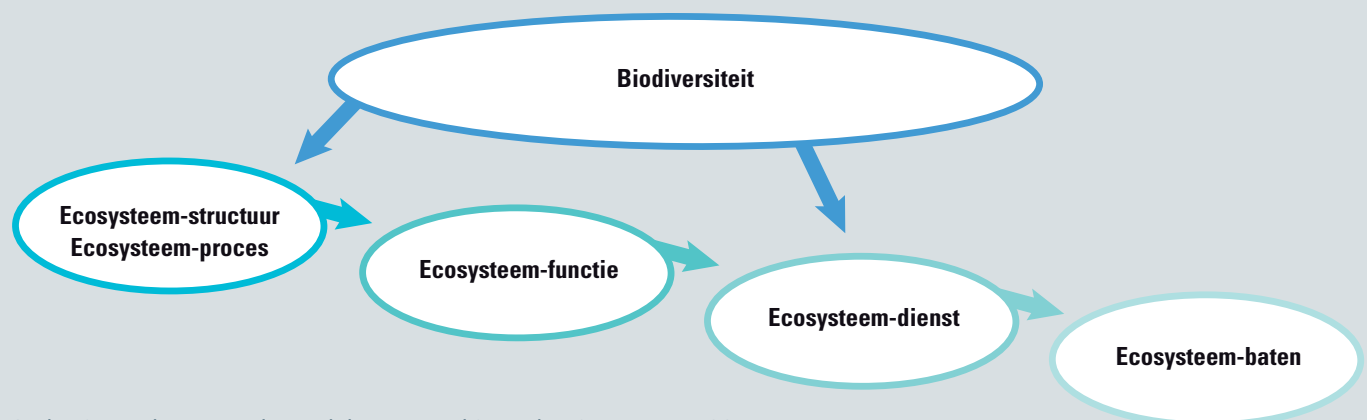 Biodiversiteit
Ecosysteem-structuur
Ecosysteem-proces
Ecosysteem-functie
Ecosysteem-dienst
Ecosysteem-baten